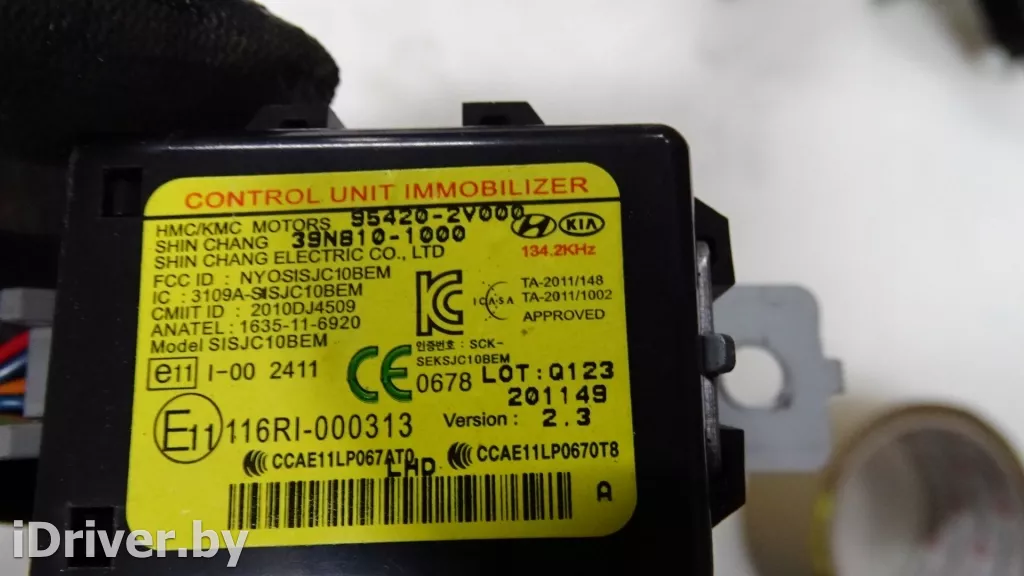 CONTROL UNIT IMMOBILIZER
HMC/KMC MOTORS 95420-2V000
SHIN CHANG 39N810-1000
KIA
SHIN CHANG ELECTRIC CO., LTD
134.2KHz
FCC ID : NYOSISJC10BEM
IC : 3109A-SISJC10BEM
CMIIT ID : 2010DJ4509
ANATEL: 1635-11-6920
Model SISJC10BEM
ICASA
TA-2011/148
TA-2011/1002
APPROVED
인증번호 : SCK-
SEKSJC10BEM
e11 I-00 2411
CE 0678
LOT:Q123
201149
Version : 2.3
E11 116RI-000313
CCAE11LP067AT0
CCAE11LP0670T8
LHD
A
iDriver.by